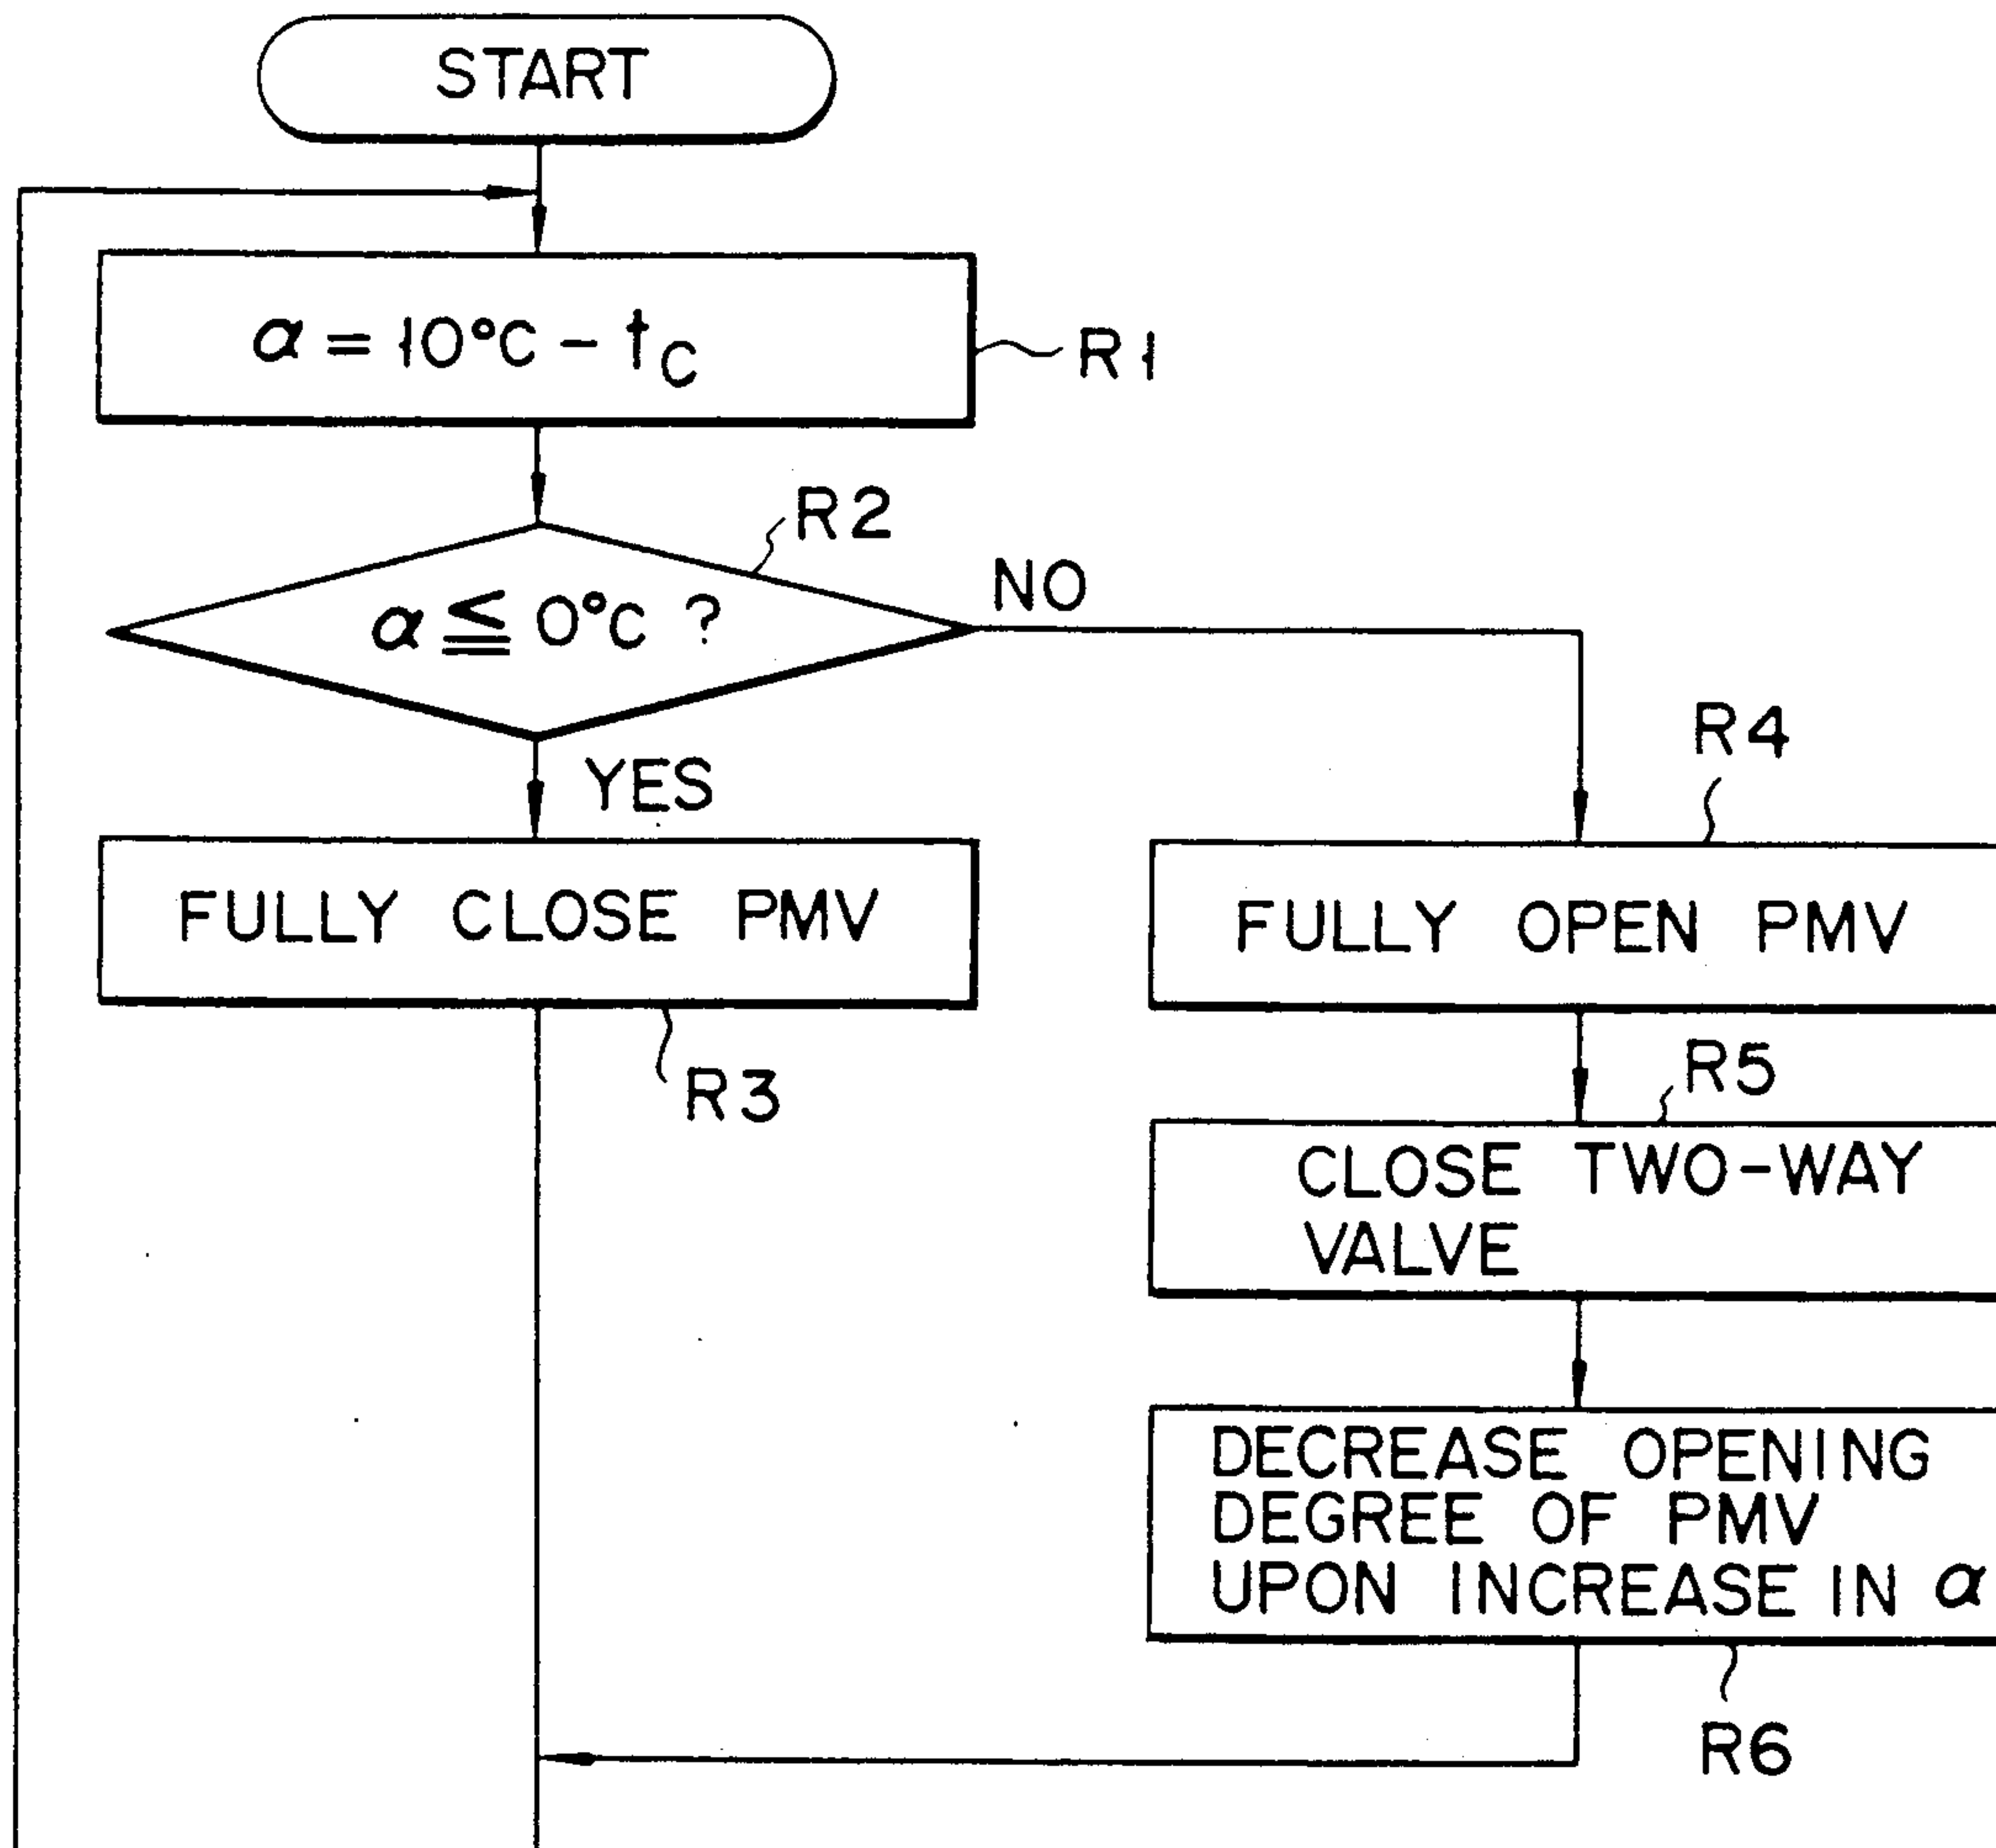 START
α = 10°C - tC
R1
R2
α ≦ 0°C ?
NO
YES
R4
FULLY CLOSE PMV
FULLY OPEN PMV
R3
R5
CLOSE TWO-WAY
VALVE
DECREASE OPENING
DEGREE OF PMV
UPON INCREASE IN α
R6